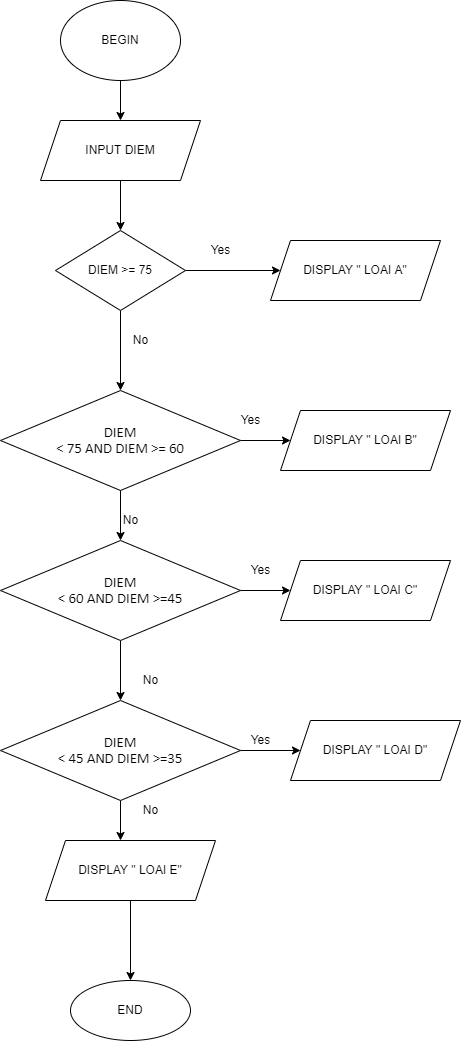 BEGIN
INPUT DIEM
DIEM >= 75
Yes
DISPLAY " LOAI A"
No
DIEM
< 75 AND DIEM >= 60
Yes
DISPLAY " LOAI B"
No
DIEM
< 60 AND DIEM >=45
Yes
DISPLAY " LOAI C"
No
DIEM
< 45 AND DIEM >=35
Yes
DISPLAY " LOAI D"
No
DISPLAY " LOAI E"
END